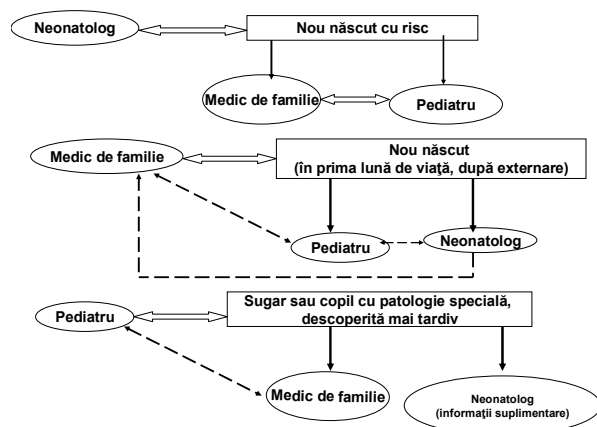 Neonatolog
Nou născut cu risc
Medic de familie
Pediatru
Medic de familie
Nou născut
(în prima lună de viaţă, după externare)
Pediatru
Neonatolog
Pediatru
Sugar sau copil cu patologie specială,
descoperită mai tardiv
Medic de familie
Neonatolog
(informaţii suplimentare)